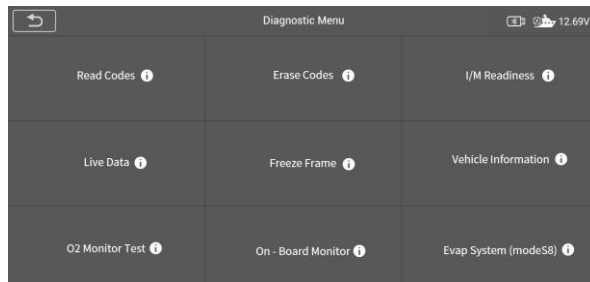 Diagnostic Menu 12.69V
Read Codes Erase Codes I/M Readiness
Live Data Freeze Frame Vehicle Information
O2 Monitor Test On - Board Monitor Evap System (modeS8)